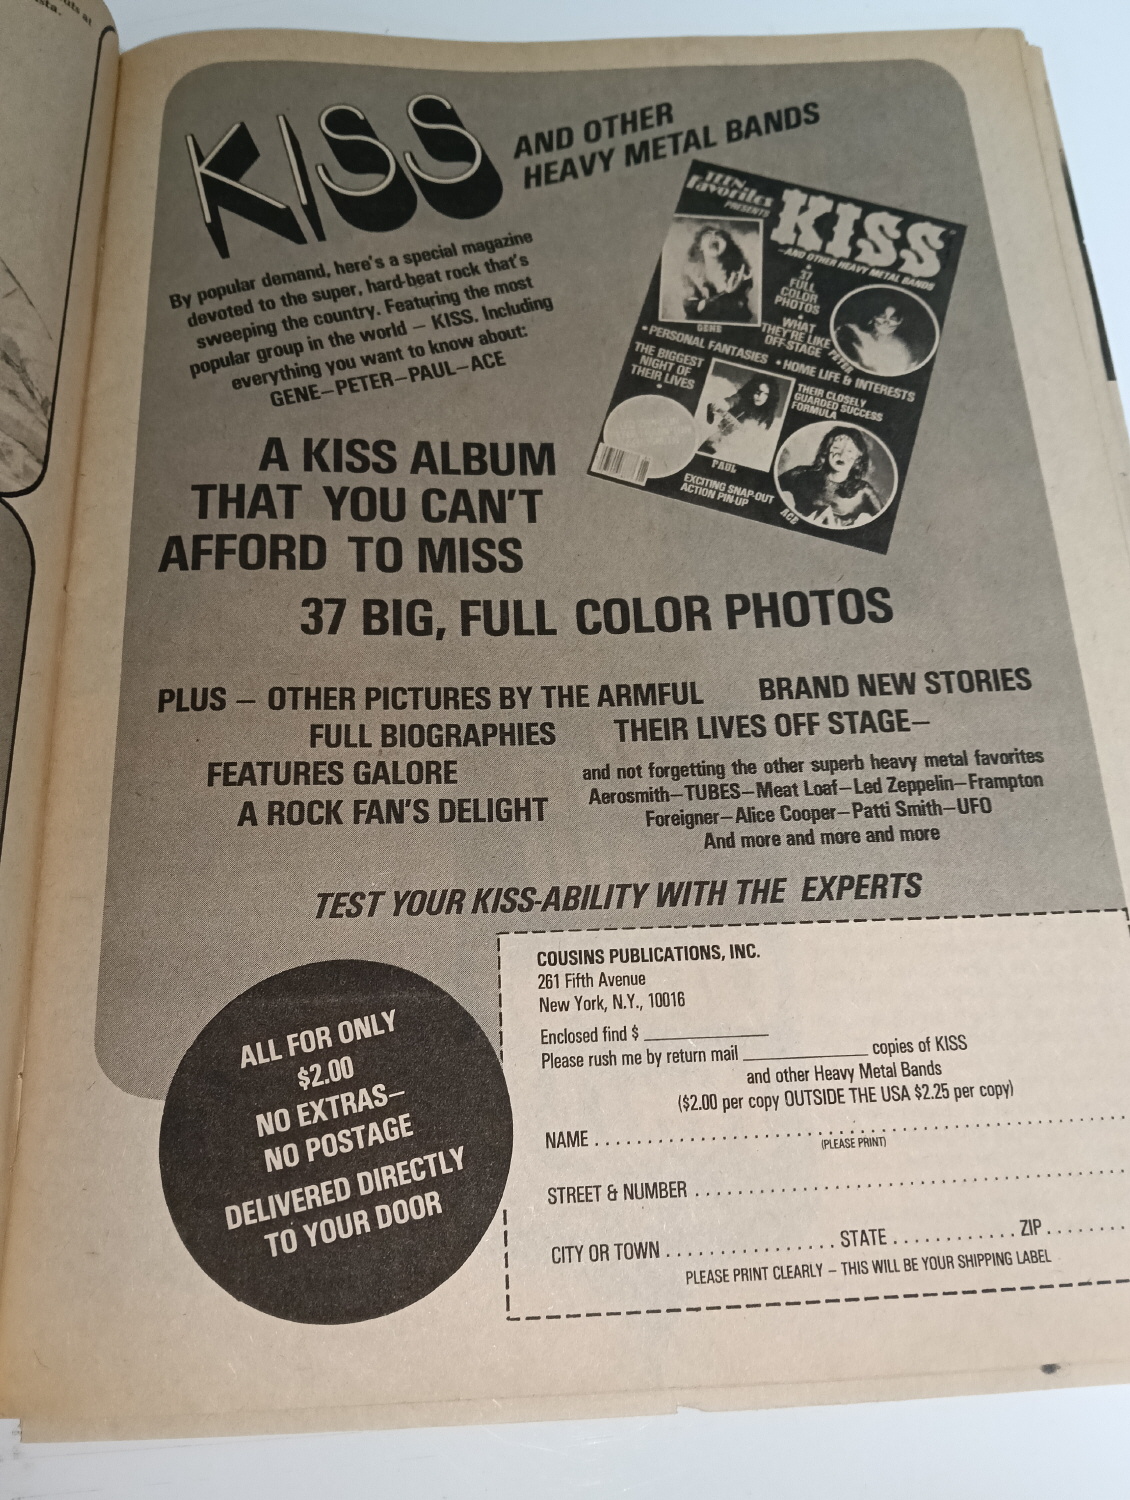 KISS
AND OTHER
HEAVY METAL BANDS
By popular demand, here's a special magazine
devoted to the super, hard-beat rock that's
sweeping the country. Featuring the most
popular group in the world – KISS. Including
everything you want to know about:
GENE–PETER–PAUL–ACE
TEEN
Favorites
PRESENTS
KISS
–AND OTHER HEAVY METAL BANDS
•
37
FULL
COLOR
PHOTOS
•
WHAT
THEY'RE LIKE
OFF-STAGE
GENE
PETER
• PERSONAL FANTASIES • HOME LIFE & INTERESTS
THE BIGGEST
NIGHT OF
THEIR LIVES
•
THEIR CLOSELY
GUARDED SUCCESS
FORMULA
PAUL
EXCITING SNAP-OUT
ACTION PIN-UP
ACE
A KISS ALBUM
THAT YOU CAN'T
AFFORD TO MISS
37 BIG, FULL COLOR PHOTOS
PLUS – OTHER PICTURES BY THE ARMFUL
BRAND NEW STORIES
FULL BIOGRAPHIES
THEIR LIVES OFF STAGE–
FEATURES GALORE
A ROCK FAN'S DELIGHT
and not forgetting the other superb heavy metal favorites
Aerosmith–TUBES–Meat Loaf–Led Zeppelin–Frampton
Foreigner–Alice Cooper–Patti Smith–UFO
And more and more and more
TEST YOUR KISS-ABILITY WITH THE EXPERTS
ALL FOR ONLY
$2.00
NO EXTRAS–
NO POSTAGE
DELIVERED DIRECTLY
TO YOUR DOOR
COUSINS PUBLICATIONS, INC.
261 Fifth Avenue
New York, N.Y., 10016
Enclosed find $ ____________
Please rush me by return mail ____________ copies of KISS
and other Heavy Metal Bands
($2.00 per copy OUTSIDE THE USA $2.25 per copy)
NAME ........................................
(PLEASE PRINT)
STREET & NUMBER ........................................
CITY OR TOWN ................ STATE ............ ZIP ........
PLEASE PRINT CLEARLY – THIS WILL BE YOUR SHIPPING LABEL